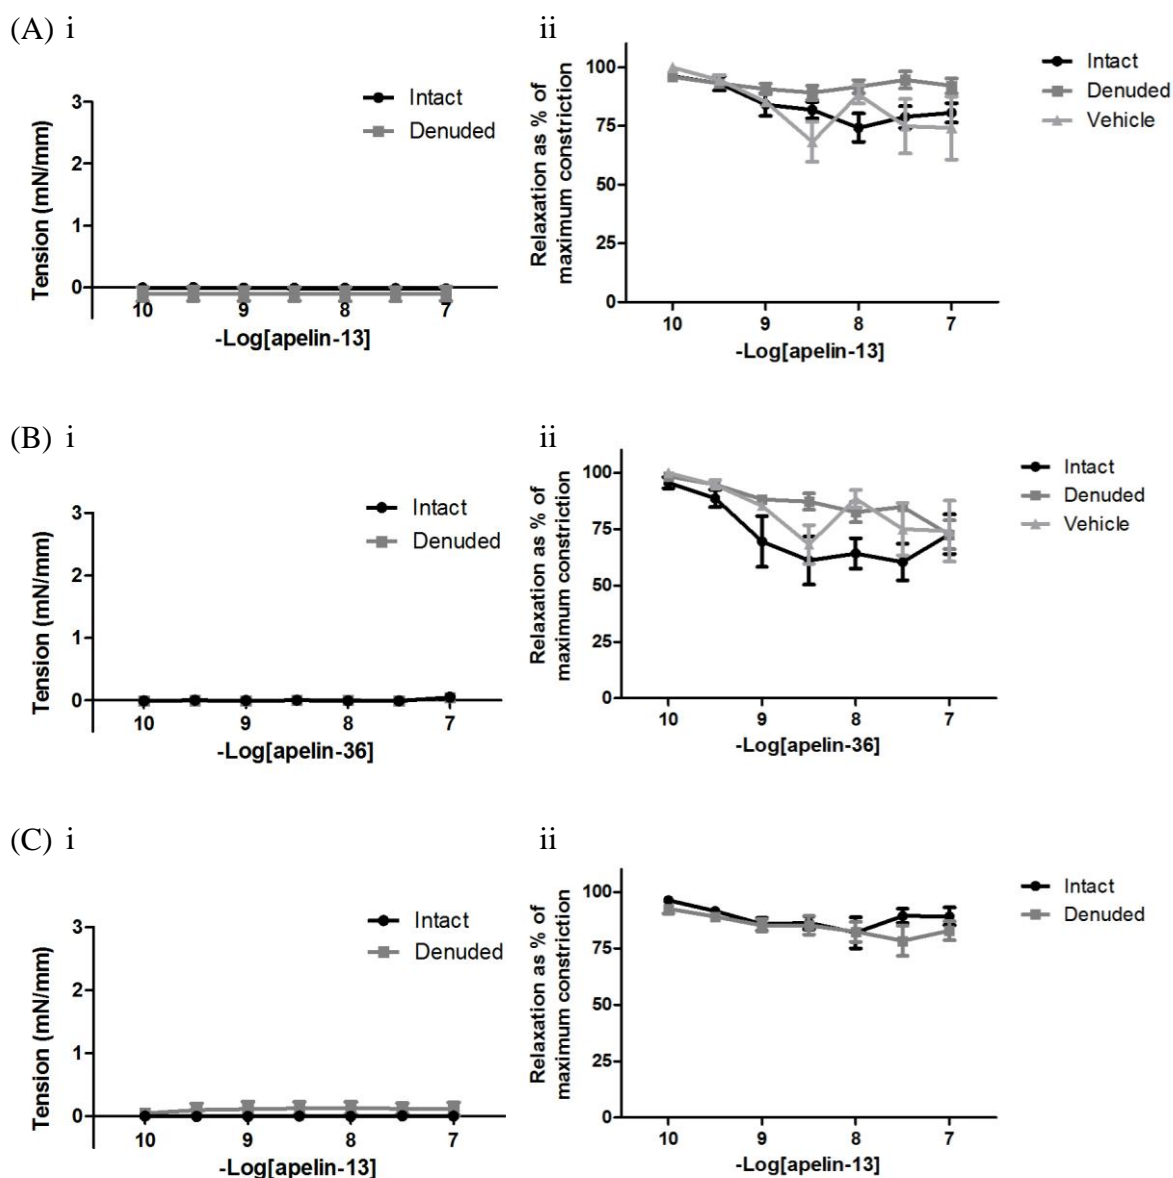 (A) i
ii
Tension (mN/mm)
3
2
1
0
10
9
8
7
-Log[apelin-13]
Intact
Denuded
Relaxation as % of
maximum constriction
100
75
50
25
0
10
9
8
7
-Log[apelin-13]
Intact
Denuded
Vehicle
(B) i
ii
Tension (mN/mm)
3
2
1
0
10
9
8
7
-Log[apelin-36]
Intact
Denuded
Relaxation as % of
maximum constriction
100
75
50
25
0
10
9
8
7
-Log[apelin-36]
Intact
Denuded
Vehicle
(C) i
ii
Tension (mN/mm)
3
2
1
0
10
9
8
7
-Log[apelin-13]
Intact
Denuded
Relaxation as % of
maximum constriction
100
75
50
25
0
10
9
8
7
-Log[apelin-13]
Intact
Denuded